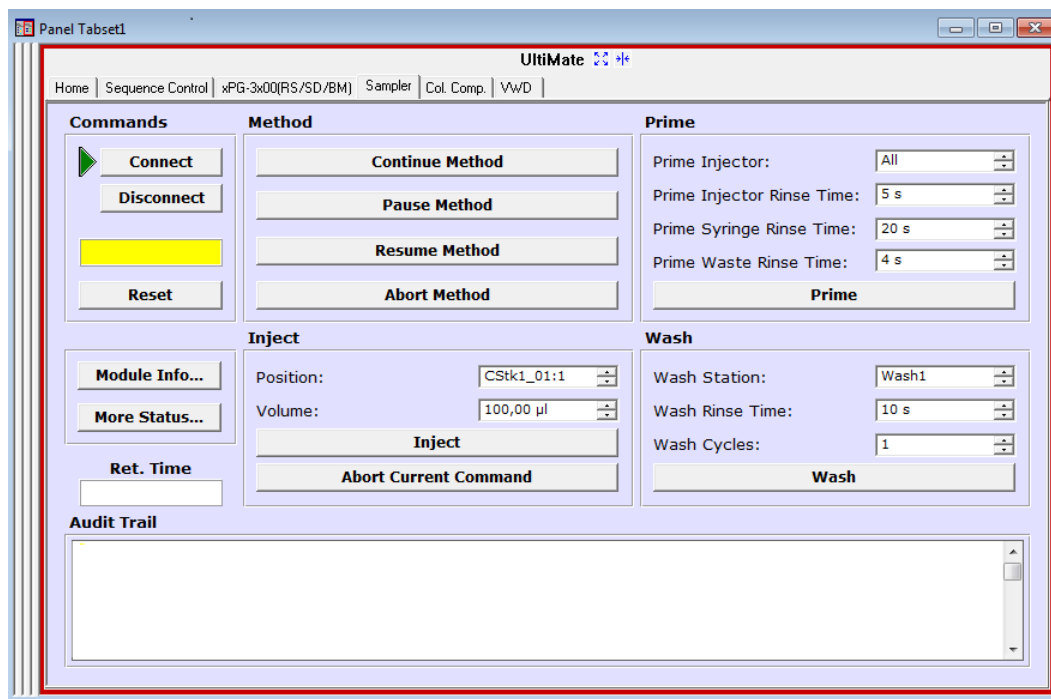 Panel Tabset1
UltiMate
Home
Sequence Control
xPG-3x00(RS/SD/BM)
Sampler
Col. Comp.
VWD
Commands
Connect
Disconnect
Reset
Method
Continue Method
Pause Method
Resume Method
Abort Method
Prime
Prime Injector: All
Prime Injector Rinse Time: 5 s
Prime Syringe Rinse Time: 20 s
Prime Waste Rinse Time: 4 s
Prime
Module Info...
More Status...
Ret. Time
Inject
Position: CStk1_01:1
Volume: 100,00 µl
Inject
Abort Current Command
Wash
Wash Station: Wash1
Wash Rinse Time: 10 s
Wash Cycles: 1
Wash
Audit Trail